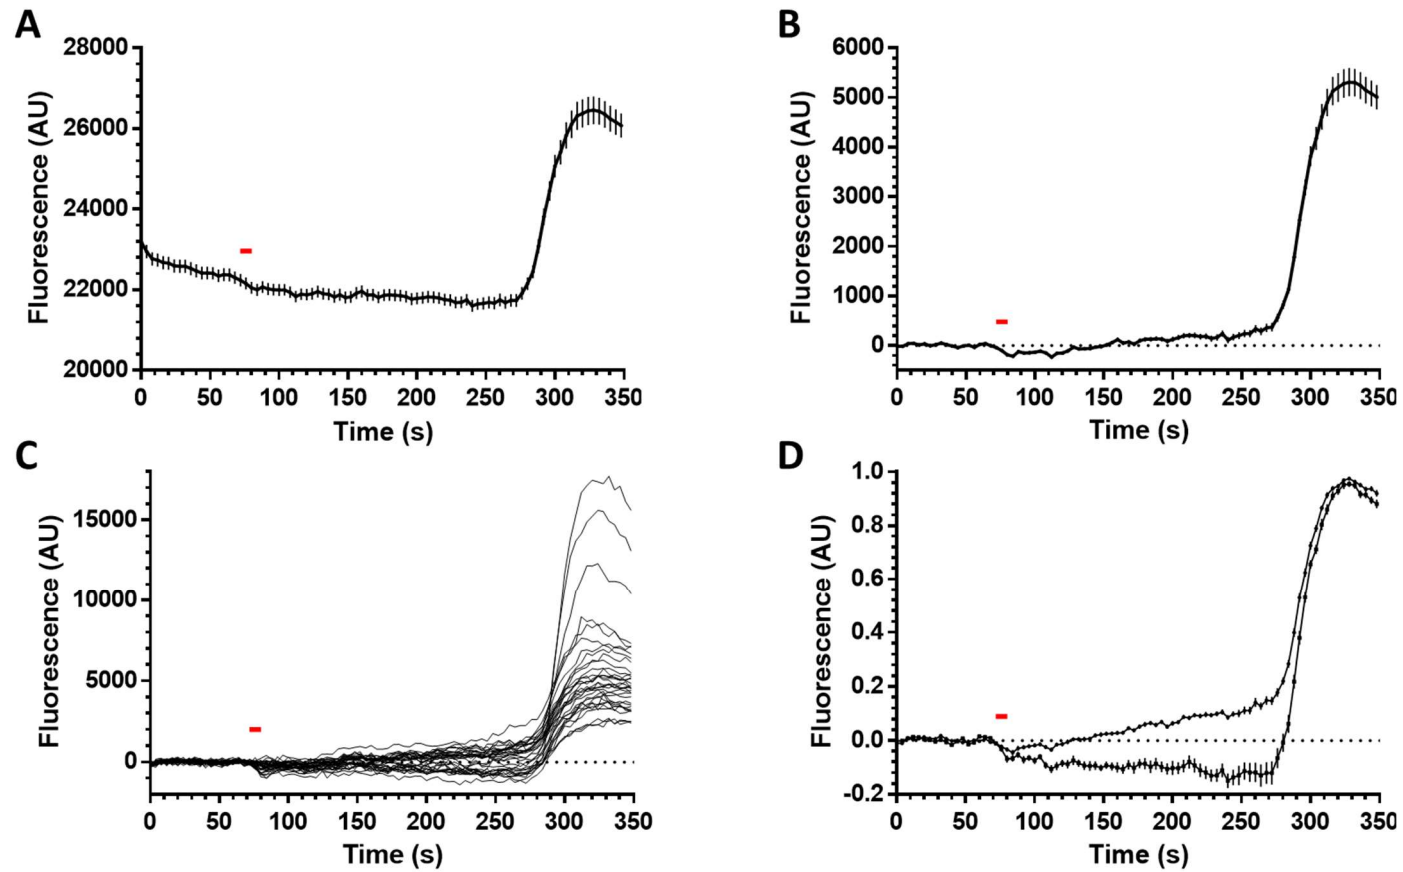 A
Fluorescence (AU)
28000
26000
24000
22000
20000
0 50 100 150 200 250 300 350
Time (s)
B
Fluorescence (AU)
6000
5000
4000
3000
2000
1000
0
0 50 100 150 200 250 300 350
Time (s)
C
Fluorescence (AU)
15000
10000
5000
0
0 50 100 150 200 250 300 350
Time (s)
D
Fluorescence (AU)
1.0
0.8
0.6
0.4
0.2
0.0
-0.2
0 50 100 150 200 250 300 350
Time (s)